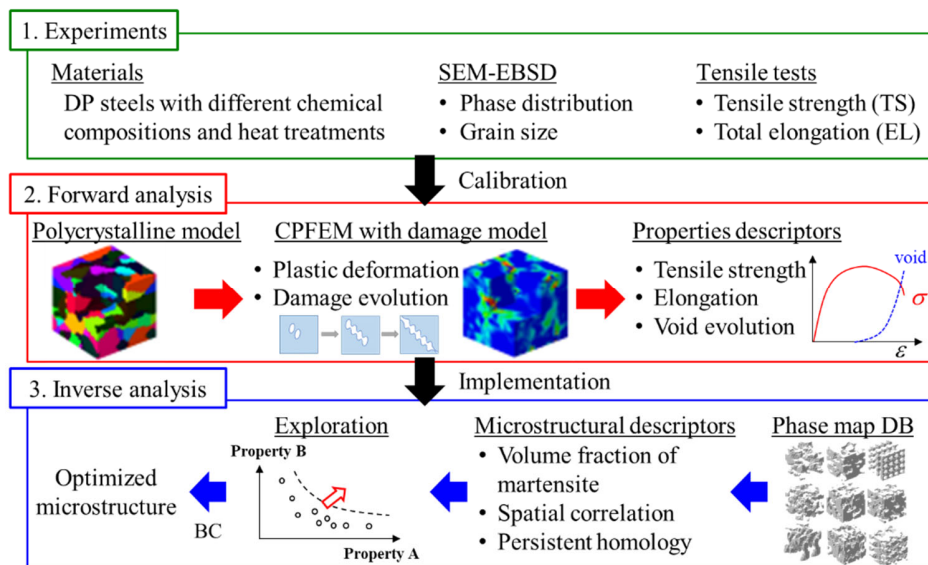 1. Experiments
Materials
DP steels with different chemical
compositions and heat treatments
SEM-EBSD
• Phase distribution
• Grain size
Tensile tests
• Tensile strength (TS)
• Total elongation (EL)
Calibration
2. Forward analysis
Polycrystalline model
CPFEM with damage model
• Plastic deformation
• Damage evolution
Properties descriptors
• Tensile strength
• Elongation
• Void evolution
void
σ
ε
Implementation
3. Inverse analysis
Optimized
microstructure
BC
Exploration
Property B
Property A
Microstructural descriptors
• Volume fraction of
martensite
• Spatial correlation
• Persistent homology
Phase map DB